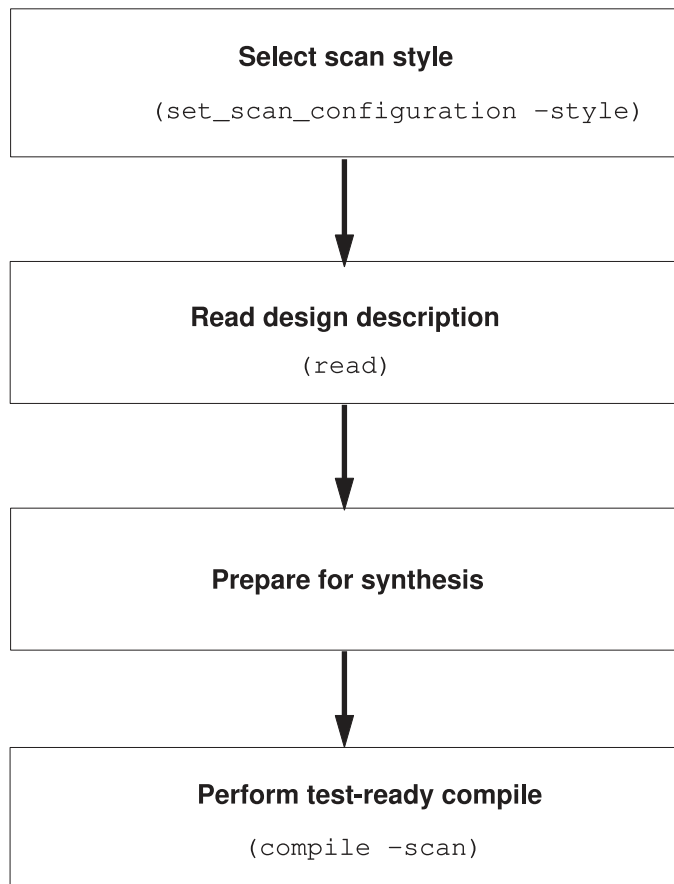 Select scan style
(set_scan_configuration –style)
Read design description
(read)
Prepare for synthesis
Perform test-ready compile
(compile –scan)